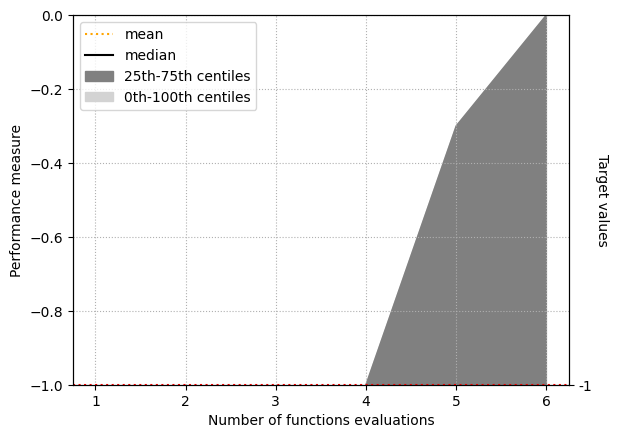 mean
median
25th-75th centiles
0th-100th centiles
0.0
−0.2
−0.4
−0.6
−0.8
−1.0
Performance measure
1 2 3 4 5 6
Number of functions evaluations
-1
Target values